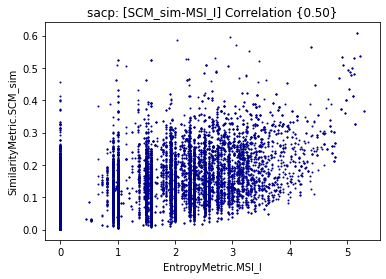 sacp: [SCM_sim-MSI_I] Correlation {0.50}
0.6
0.5
0.4
0.3
0.2
0.1
0.0
SimilarityMetric.SCM_sim
0 1 2 3 4 5
EntropyMetric.MSI_I